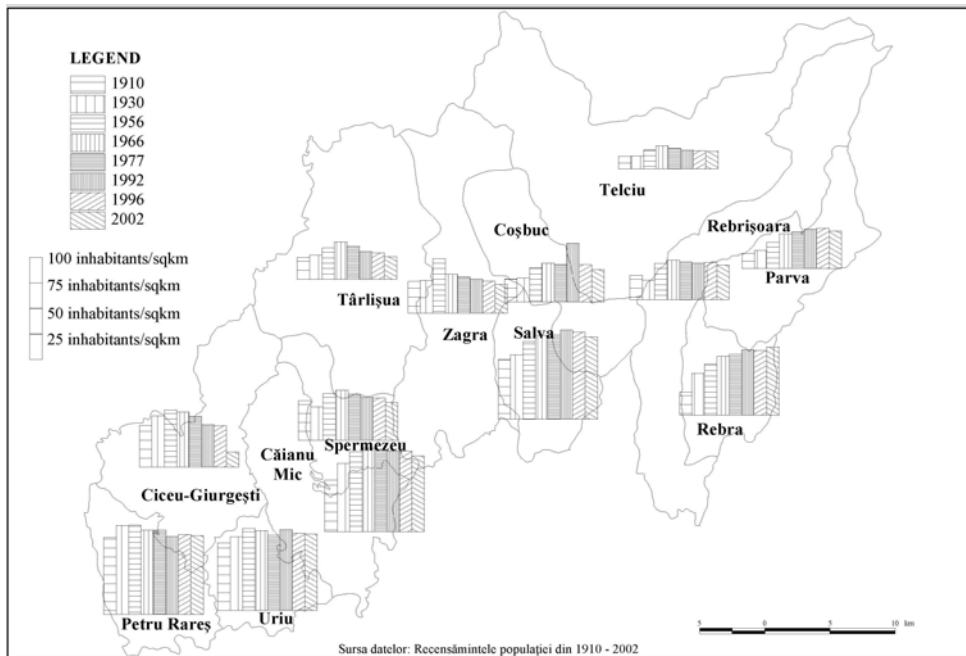 LEGEND
1910
1930
1956
1966
1977
1992
1996
2002
100 inhabitants/sqkm
75 inhabitants/sqkm
50 inhabitants/sqkm
25 inhabitants/sqkm
Telciu
Coşbuc
Rebrişoara
Parva
Târlişua
Zagra
Salva
Rebra
Spermezeu
Căianu
Mic
Ciceu-Giurgeşti
Petru Rareş
Uriu
5 0 5 10 km
Sursa datelor: Recensămintele populaţiei din 1910 - 2002